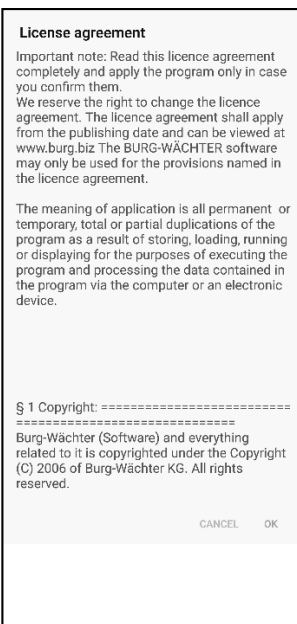 License agreement
Important note: Read this licence agreement
completely and apply the program only in case
you confirm them.
We reserve the right to change the licence
agreement. The licence agreement shall apply
from the publishing date and can be viewed at
www.burg.biz The BURG-WÄCHTER software
may only be used for the provisions named in
the licence agreement.
The meaning of application is all permanent or
temporary, total or partial duplications of the
program as a result of storing, loading, running
or displaying for the purposes of executing the
program and processing the data contained in
the program via the computer or an electronic
device.
§ 1 Copyright: ==========================
==============================
Burg-Wächter (Software) and everything
related to it is copyrighted under the Copyright
(C) 2006 of Burg-Wächter KG. All rights
reserved.
CANCEL OK